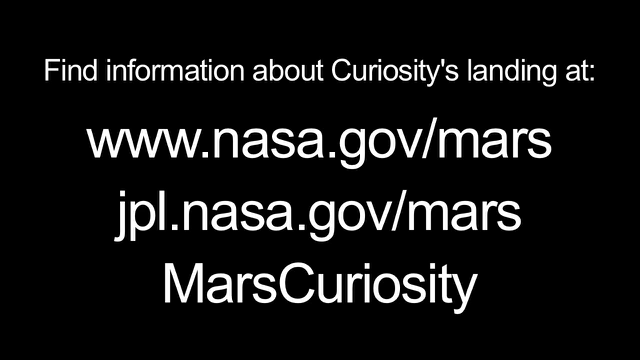 Find information about Curiosity's landing at:
www.nasa.gov/mars
jpl.nasa.gov/mars
MarsCuriosity